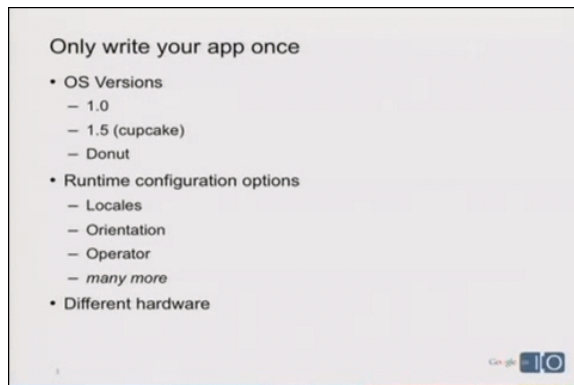 Only write your app once
• OS Versions
– 1.0
– 1.5 (cupcake)
– Donut
• Runtime configuration options
– Locales
– Orientation
– Operator
– many more
• Different hardware
Google IO